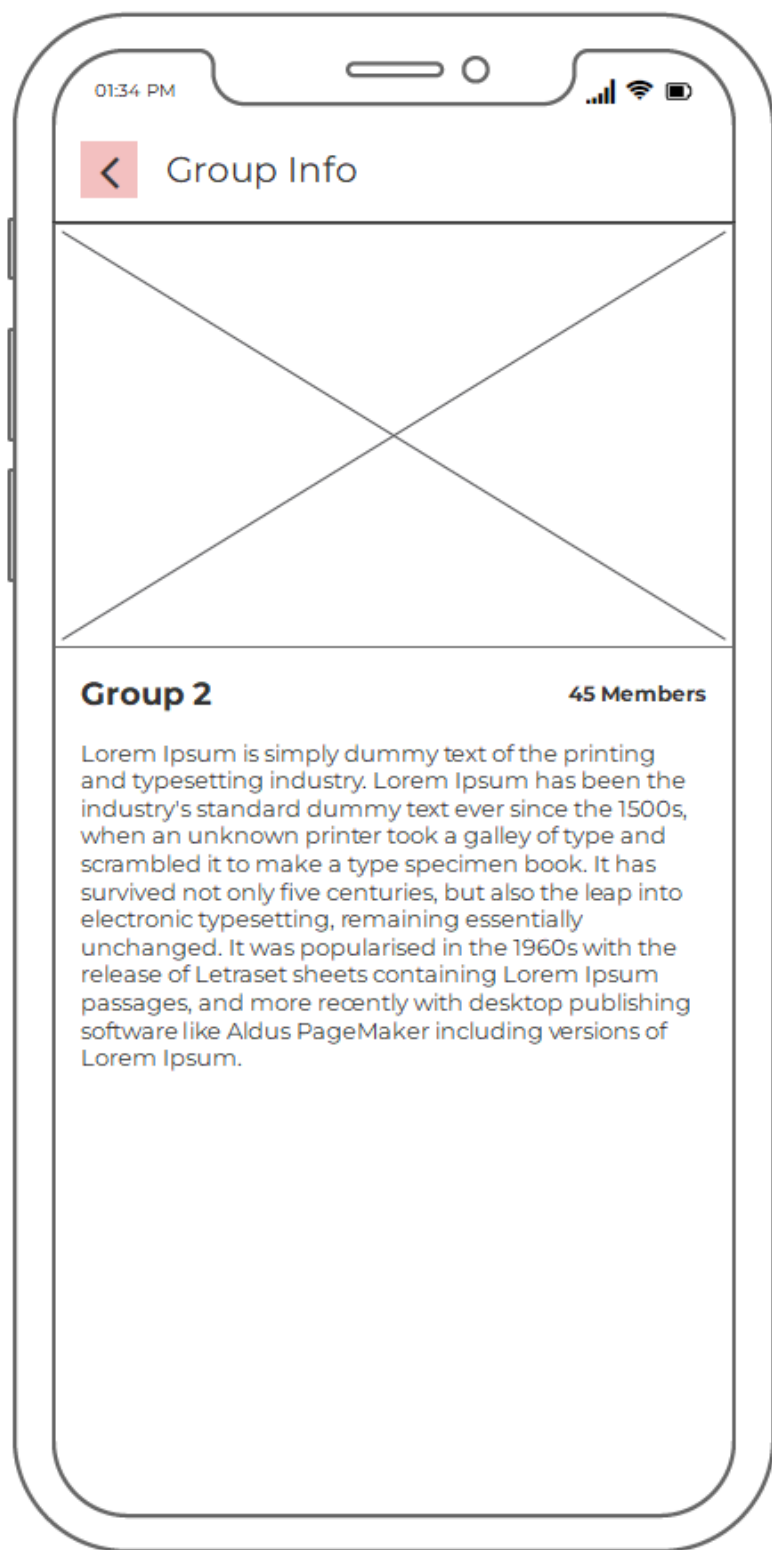 01:34 PM
Group Info
Group 2
45 Members
Lorem Ipsum is simply dummy text of the printing
and typesetting industry. Lorem Ipsum has been the
industry's standard dummy text ever since the 1500s,
when an unknown printer took a galley of type and
scrambled it to make a type specimen book. It has
survived not only five centuries, but also the leap into
electronic typesetting, remaining essentially
unchanged. It was popularised in the 1960s with the
release of Letraset sheets containing Lorem Ipsum
passages, and more recently with desktop publishing
software like Aldus PageMaker including versions of
Lorem Ipsum.